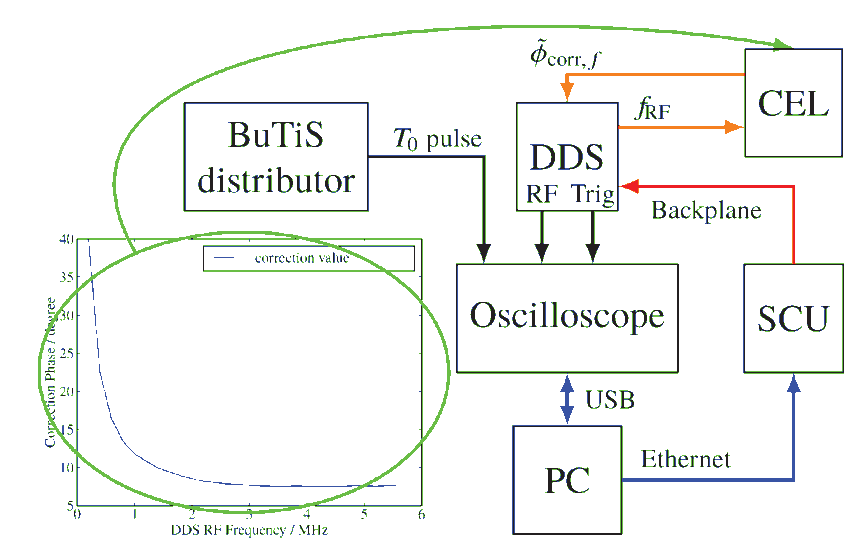 ϕ̃corr, f
CEL
BuTiS
distributor
T0 pulse
fRF
DDS
RF Trig
Backplane
Oscilloscope
SCU
USB
PC
Ethernet
correction value
Correction Phase / degree
40
35
30
25
20
15
10
5
0 1 2 3 4 5 6
DDS RF Frequency / MHz